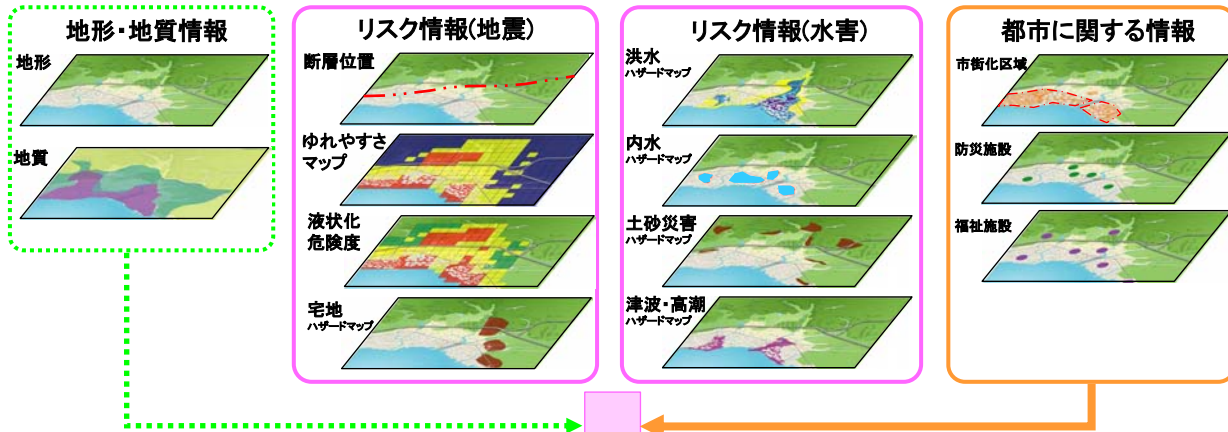 地形・地質情報
地形
地質
リスク情報(地震)
断層位置
ゆれやすさ
マップ
液状化
危険度
宅地
ハザードマップ
リスク情報(水害)
洪水
ハザードマップ
内水
ハザードマップ
土砂災害
ハザードマップ
津波・高潮
ハザードマップ
都市に関する情報
市街化区域
防災施設
福祉施設